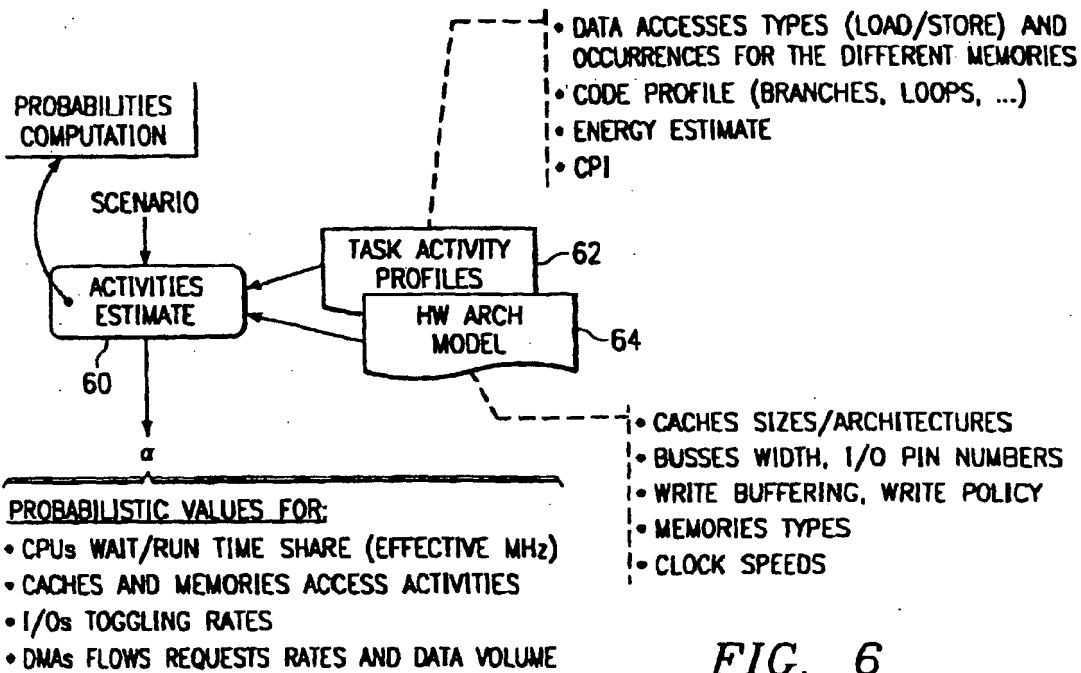 • DATA ACCESSES TYPES (LOAD/STORE) AND
OCCURRENCES FOR THE DIFFERENT MEMORIES
• CODE PROFILE (BRANCHES, LOOPS, ...)
• ENERGY ESTIMATE
• CPI
PROBABILITIES
COMPUTATION
SCENARIO
ACTIVITIES
ESTIMATE
60
TASK ACTIVITY
PROFILES
62
HW ARCH
MODEL
64
• CACHES SIZES/ARCHITECTURES
• BUSSES WIDTH, I/O PIN NUMBERS
• WRITE BUFFERING, WRITE POLICY
• MEMORIES TYPES
• CLOCK SPEEDS
α
PROBABILISTIC VALUES FOR:
• CPUs WAIT/RUN TIME SHARE (EFFECTIVE MHz)
• CACHES AND MEMORIES ACCESS ACTIVITIES
• I/Os TOGGLING RATES
• DMAs FLOWS REQUESTS RATES AND DATA VOLUME
FIG. 6